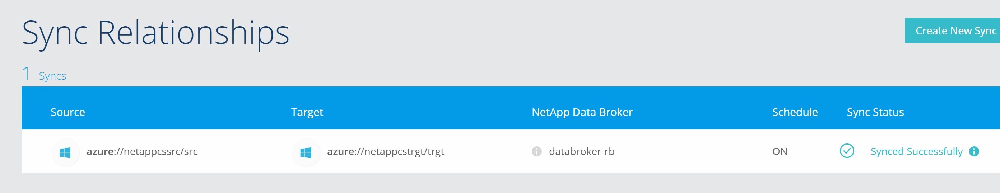 Sync Relationships
Create New Sync
1 Syncs
Source Target NetApp Data Broker Schedule Sync Status
azure://netappcssrc/src azure://netappcstrgt/trgt databroker-rb ON Synced Successfully